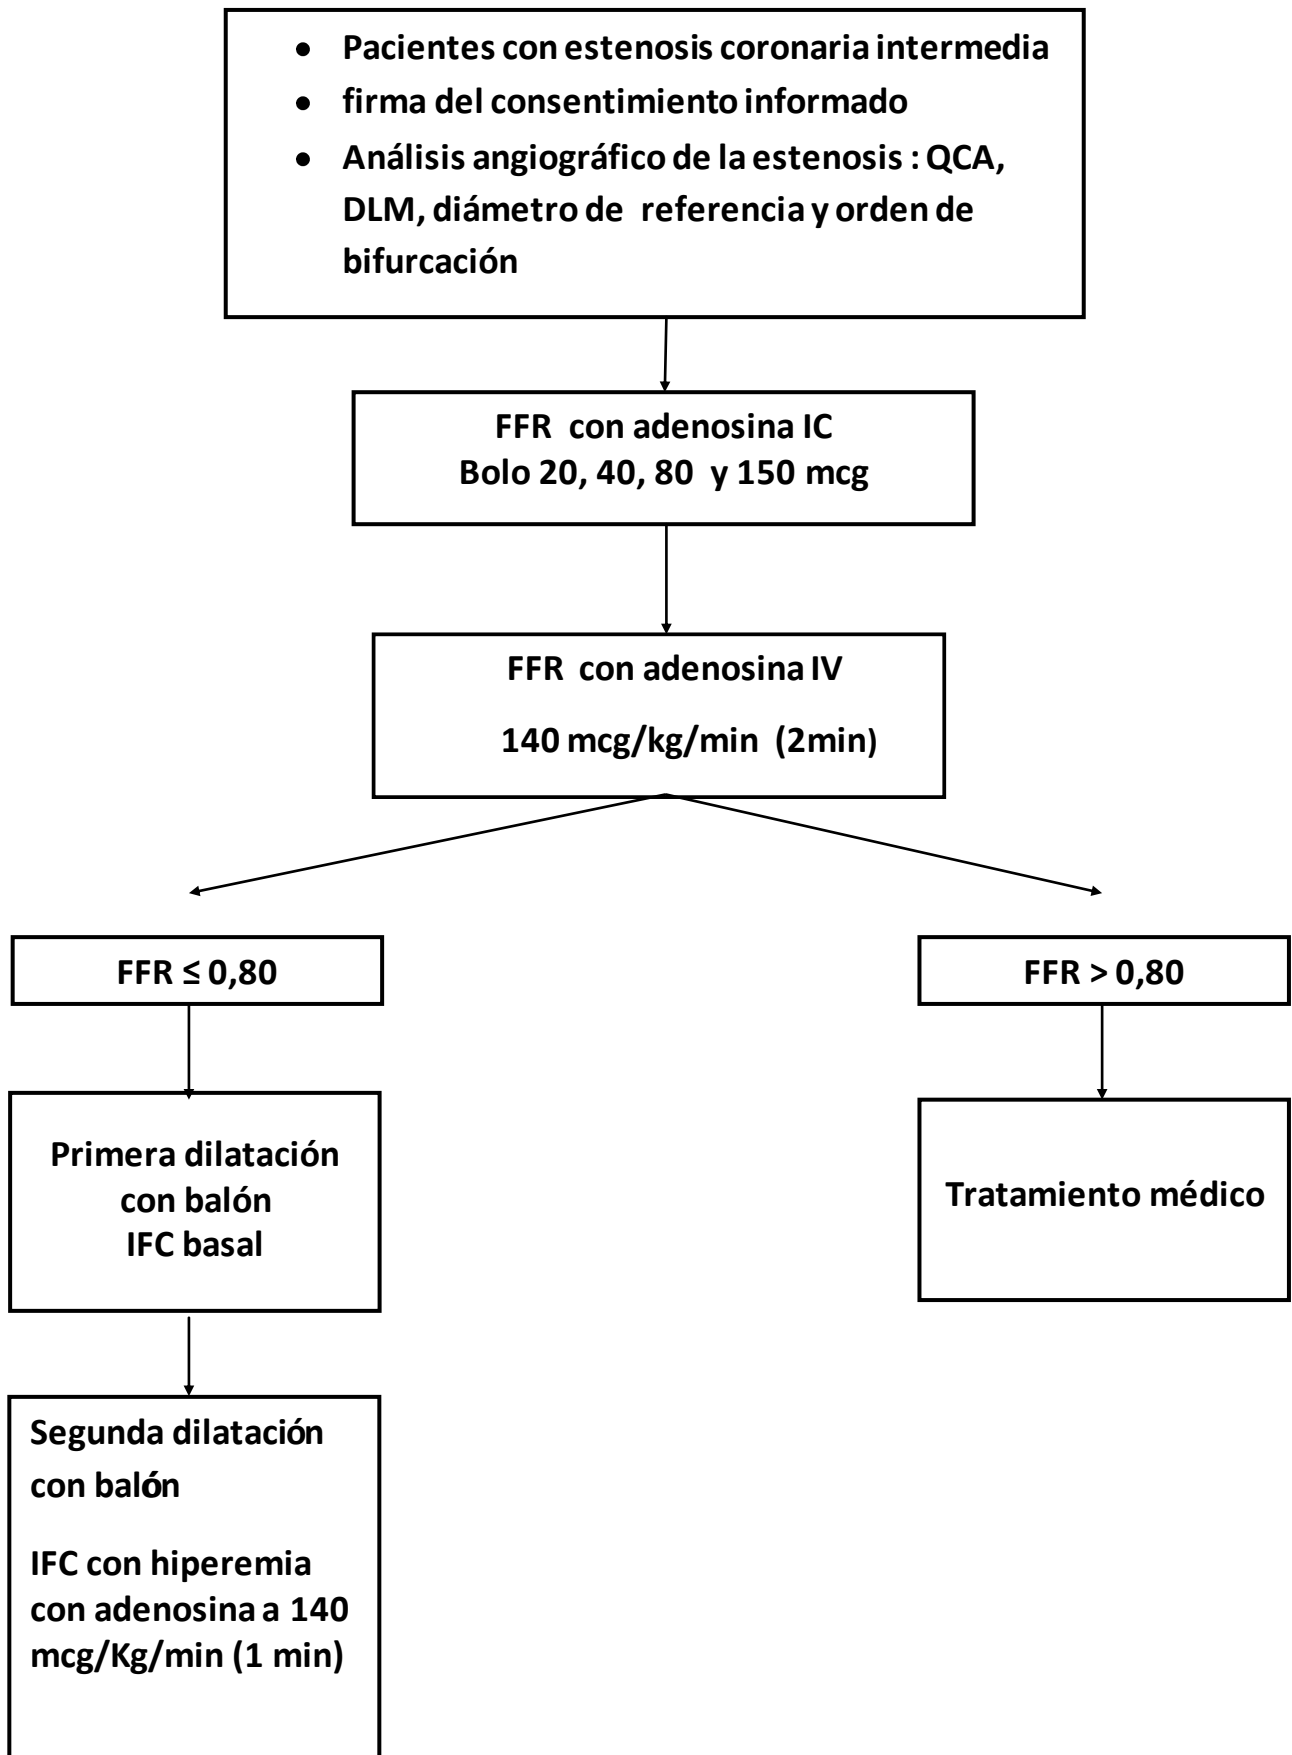 • Pacientes con estenosis coronaria intermedia
• firma del consentimiento informado
• Análisis angiográfico de la estenosis : QCA,
DLM, diámetro de referencia y orden de
bifurcación
FFR con adenosina IC
Bolo 20, 40, 80 y 150 mcg
FFR con adenosina IV
140 mcg/kg/min (2min)
FFR ≤ 0,80
FFR > 0,80
Primera dilatación
con balón
IFC basal
Tratamiento médico
Segunda dilatación
con balón
IFC con hiperemia
con adenosina a 140
mcg/Kg/min (1 min)